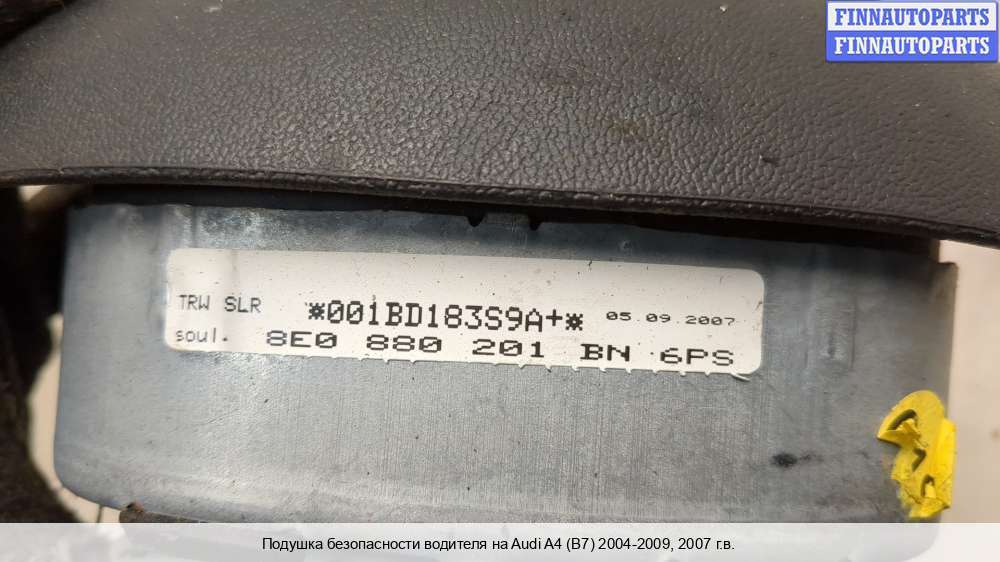 FINNAUTOPARTS
FINNAUTOPARTS
TRW SLR *001BD183S9A+* 05.09.2007
soul. 8E0 880 201 BN 6PS
Подушка безопасности водителя на Audi A4 (B7) 2004-2009, 2007 г.в.